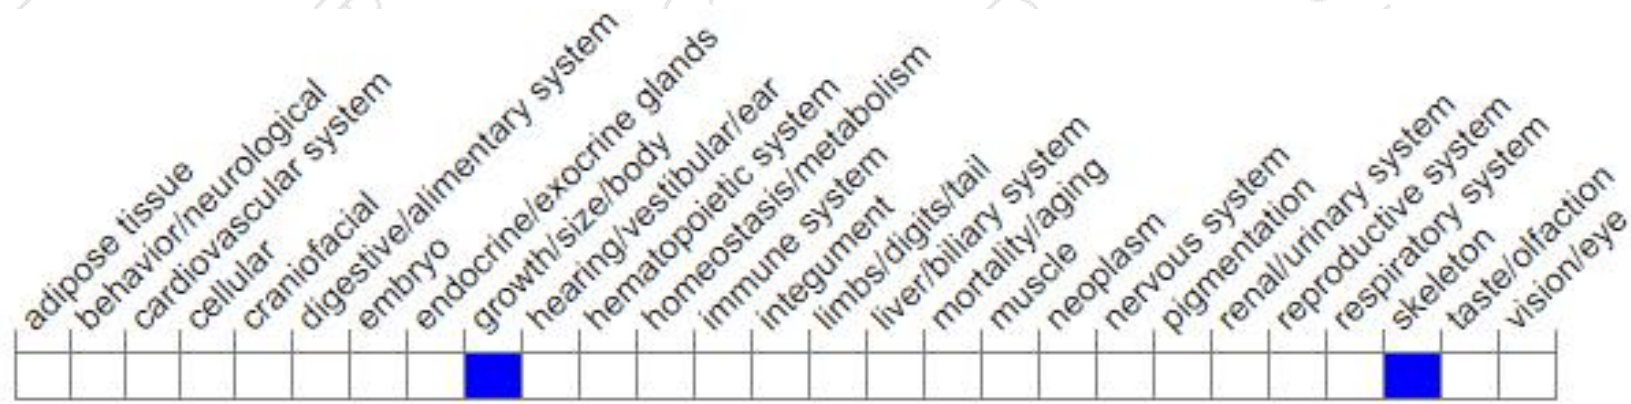 adipose tissue
behavior/neurological
cardiovascular system
cellular
craniofacial
digestive/alimentary system
embryo
endocrine/exocrine glands
growth/size/body
hearing/vestibular/ear
hematopoietic system
homeostasis/metabolism
immune system
integument
limbs/digits/tail
liver/biliary system
mortality/aging
muscle
neoplasm
nervous system
pigmentation
renal/urinary system
reproductive system
respiratory system
skeleton
taste/olfaction
vision/eye